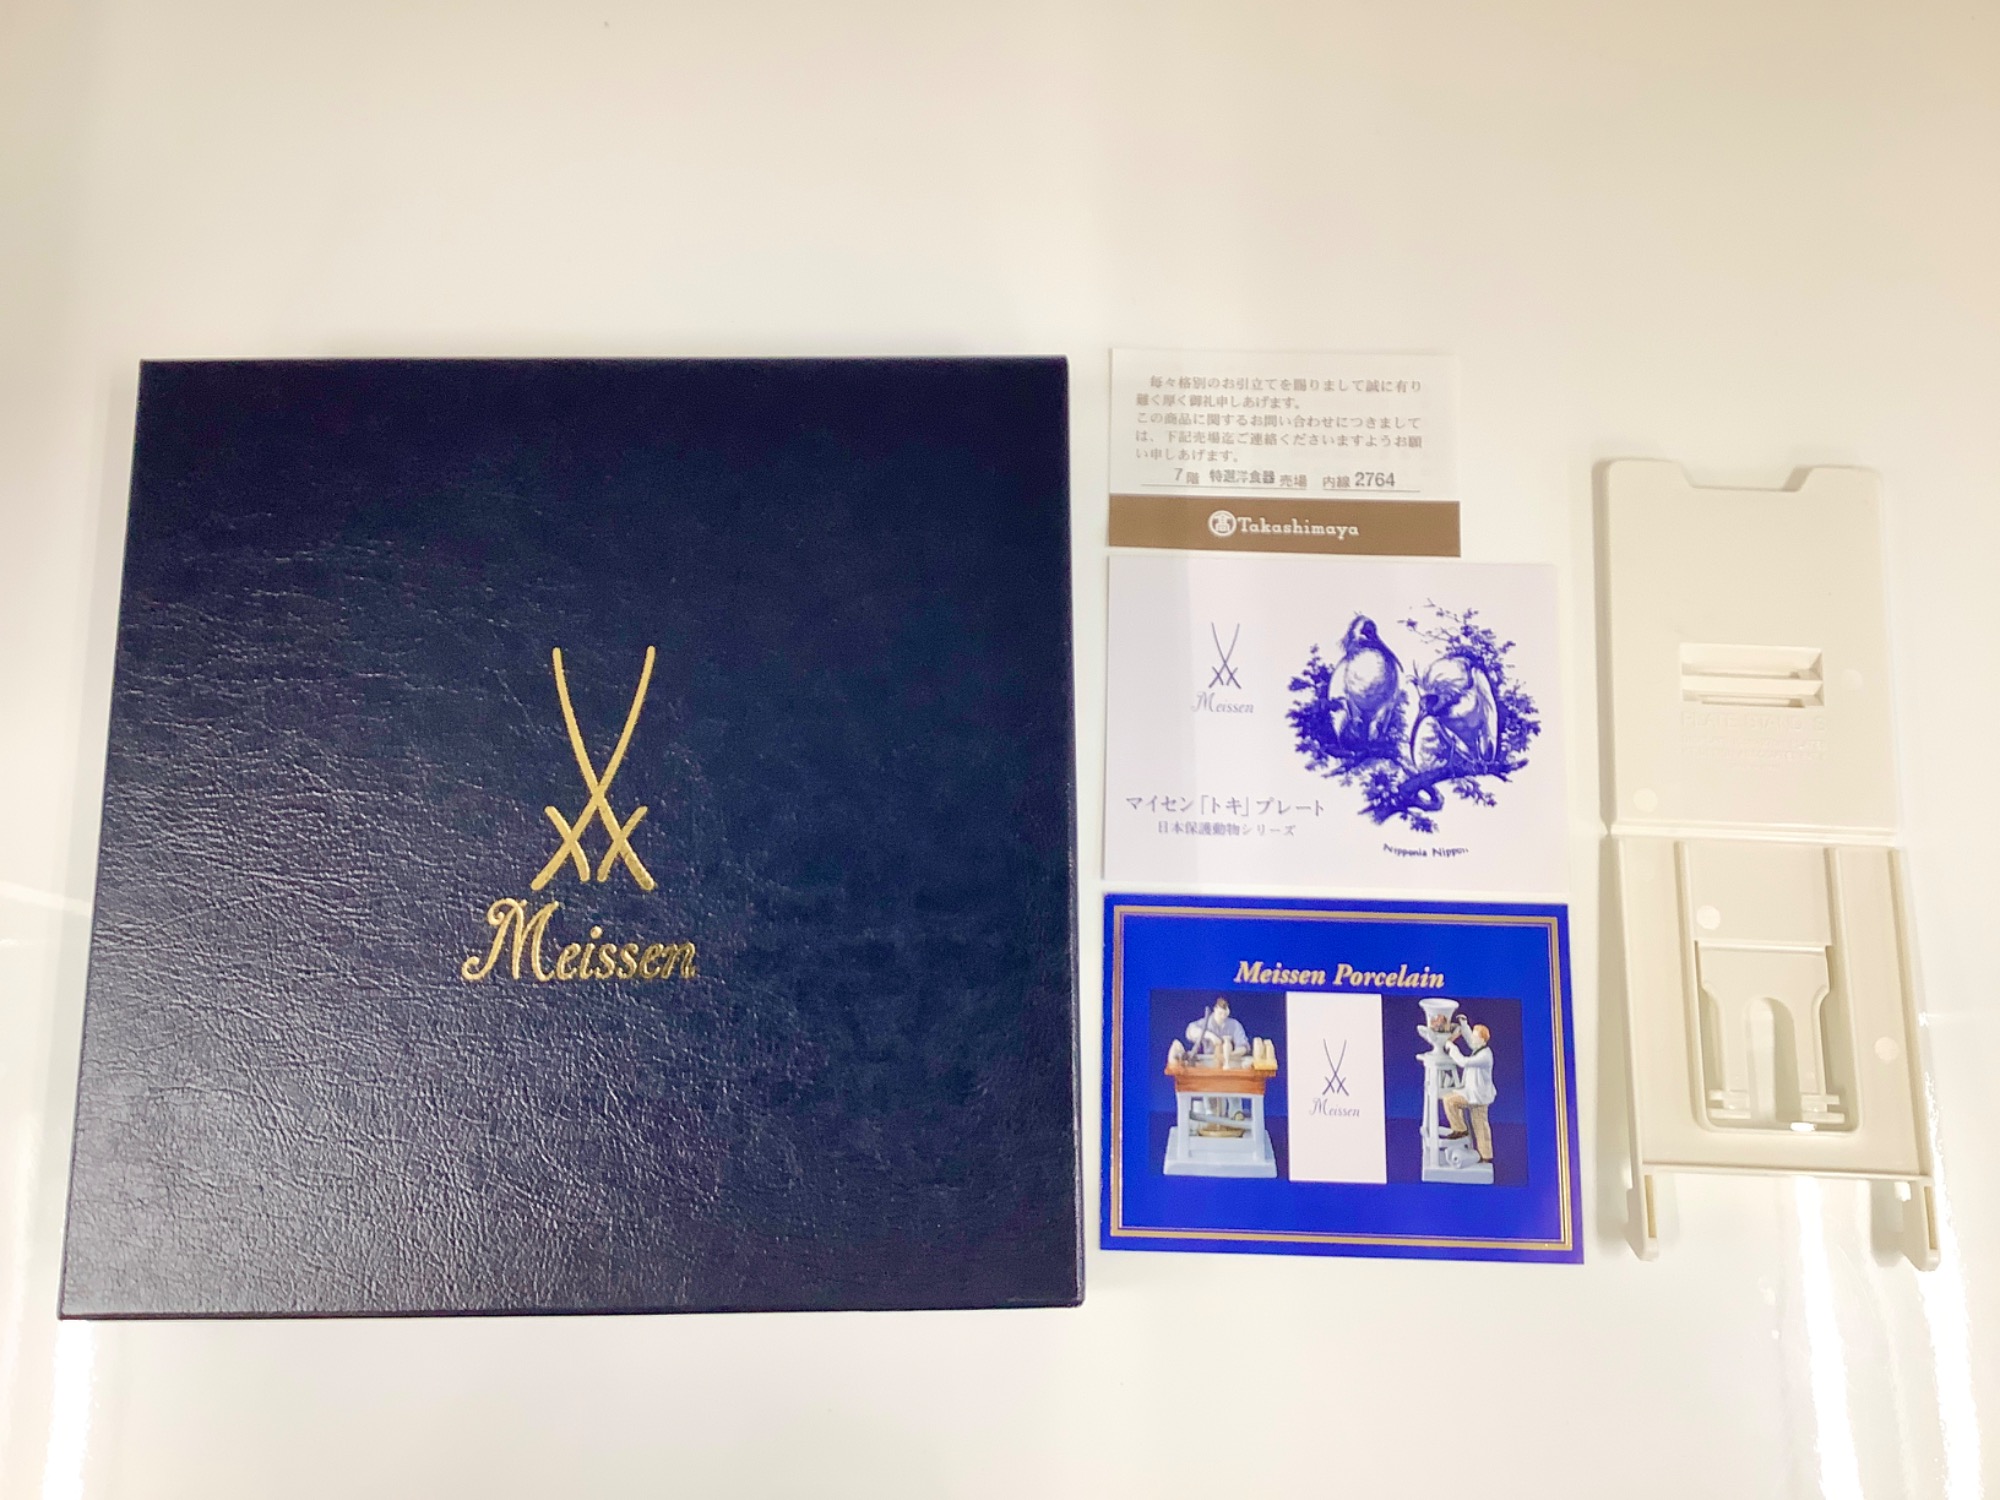 Meissen
毎々格別のお引立てを賜りまして誠に有り
難く厚く御礼申しあげます。
この商品に関するお問い合わせにつきまして
は、下記売場迄ご連絡くださいますようお願
い申しあげます。
7階 特選洋食器 売場 内線 2764
髙 Takashimaya
Meissen
マイセン「トキ」プレート
日本保護動物シリーズ
Nipponia Nippon
Meissen Porcelain
Meissen